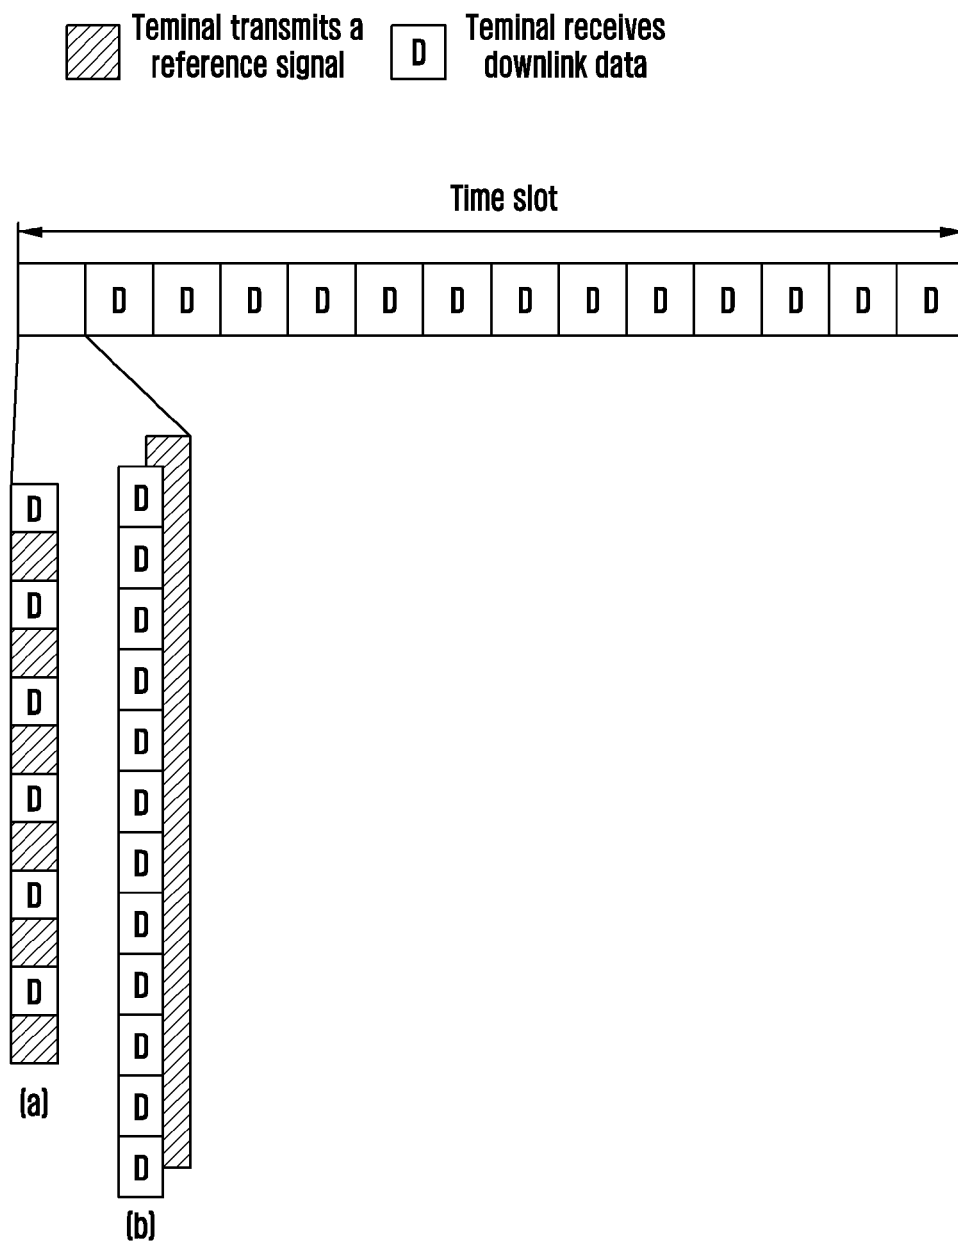 Teminal transmits a
reference signal
D
Teminal receives
downlink data
Time slot
D D D D D D D D D D D D D
D
D
D
D
D
D
(a)
D
D
D
D
D
D
D
D
D
D
D
D
(b)